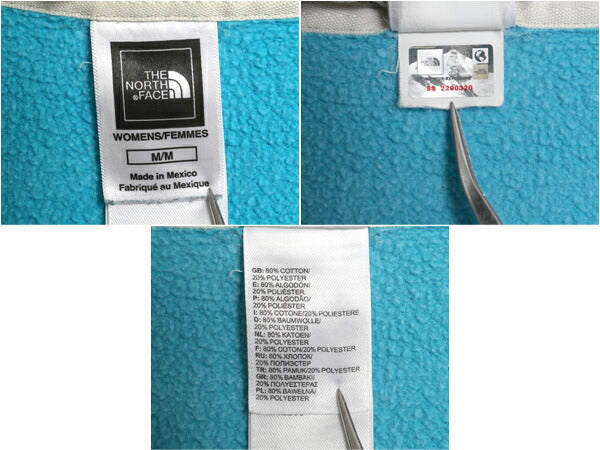 THE
NORTH
FACE
WOMENS/FEMMES
M/M
Made in Mexico
Fabriqué au Mexique
SS 2260320
GB: 80% COTTON/
20% POLYESTER
E: 80% ALGODÓN/
20% POLIÉSTER
P: 80% ALGODÃO/
20% POLIÉSTER
I: 80% COTONE/20% POLIESTERE
D: 80% BAUMWOLLE/
20% POLYESTER
NL: 80% KATOEN/
20% POLYESTER
F: 80% COTON/20% POLYESTER
RU: 80% ХЛОПОК/
20% ПОЛИЭСТЕР
TR: 80% PAMUK/20% POLYESTER
GR: 80% ΒΑΜΒΑΚΙ/
20% ΠΟΛΥΕΣΤΕΡΑΣ
PL: 80% BAWEŁNA/
20% POLYESTER